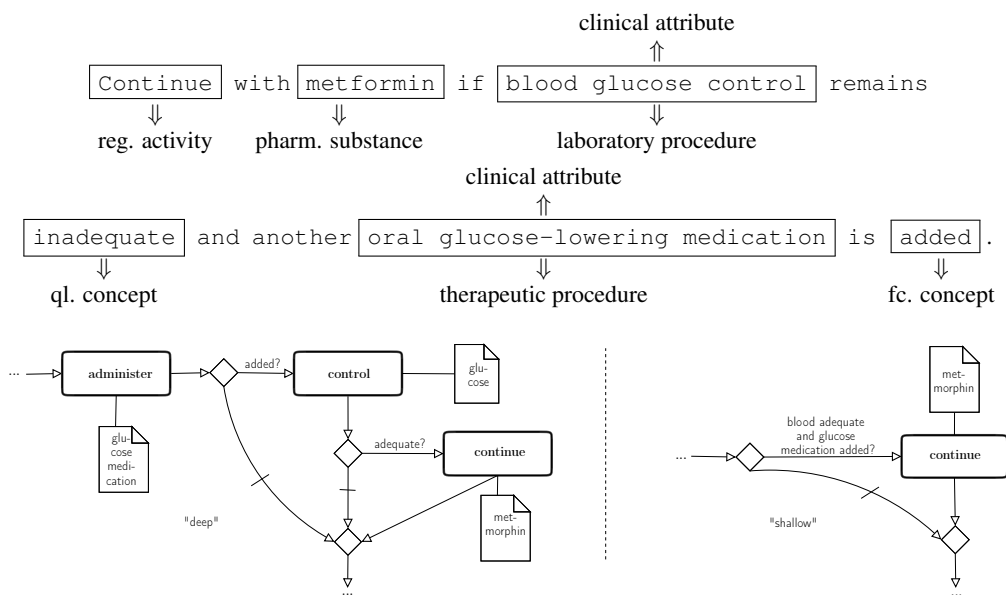 clinical attribute
Continue with metformin if blood glucose control remains
reg. activity pharm. substance laboratory procedure
clinical attribute
inadequate and another oral glucose-lowering medication is added.
ql. concept therapeutic procedure fc. concept
...
administer
added?
control
glu-
cose
glu-
cose
medi-
cation
adequate?
continue
met-
morphin
"deep"
...
met-
morphin
...
blood adequate
and glucose
medication added?
continue
"shallow"
...